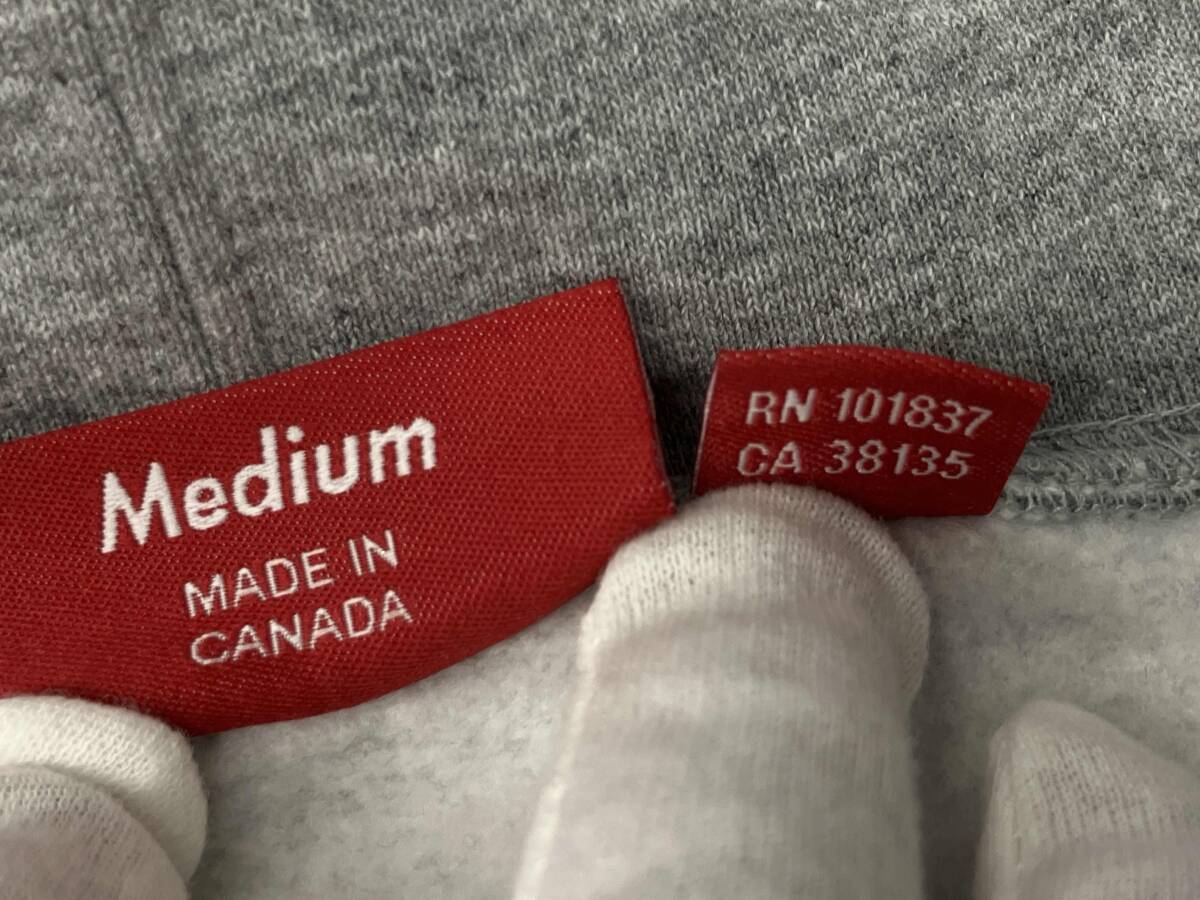 Medium
MADE IN
CANADA
RN 101837
CA 38135